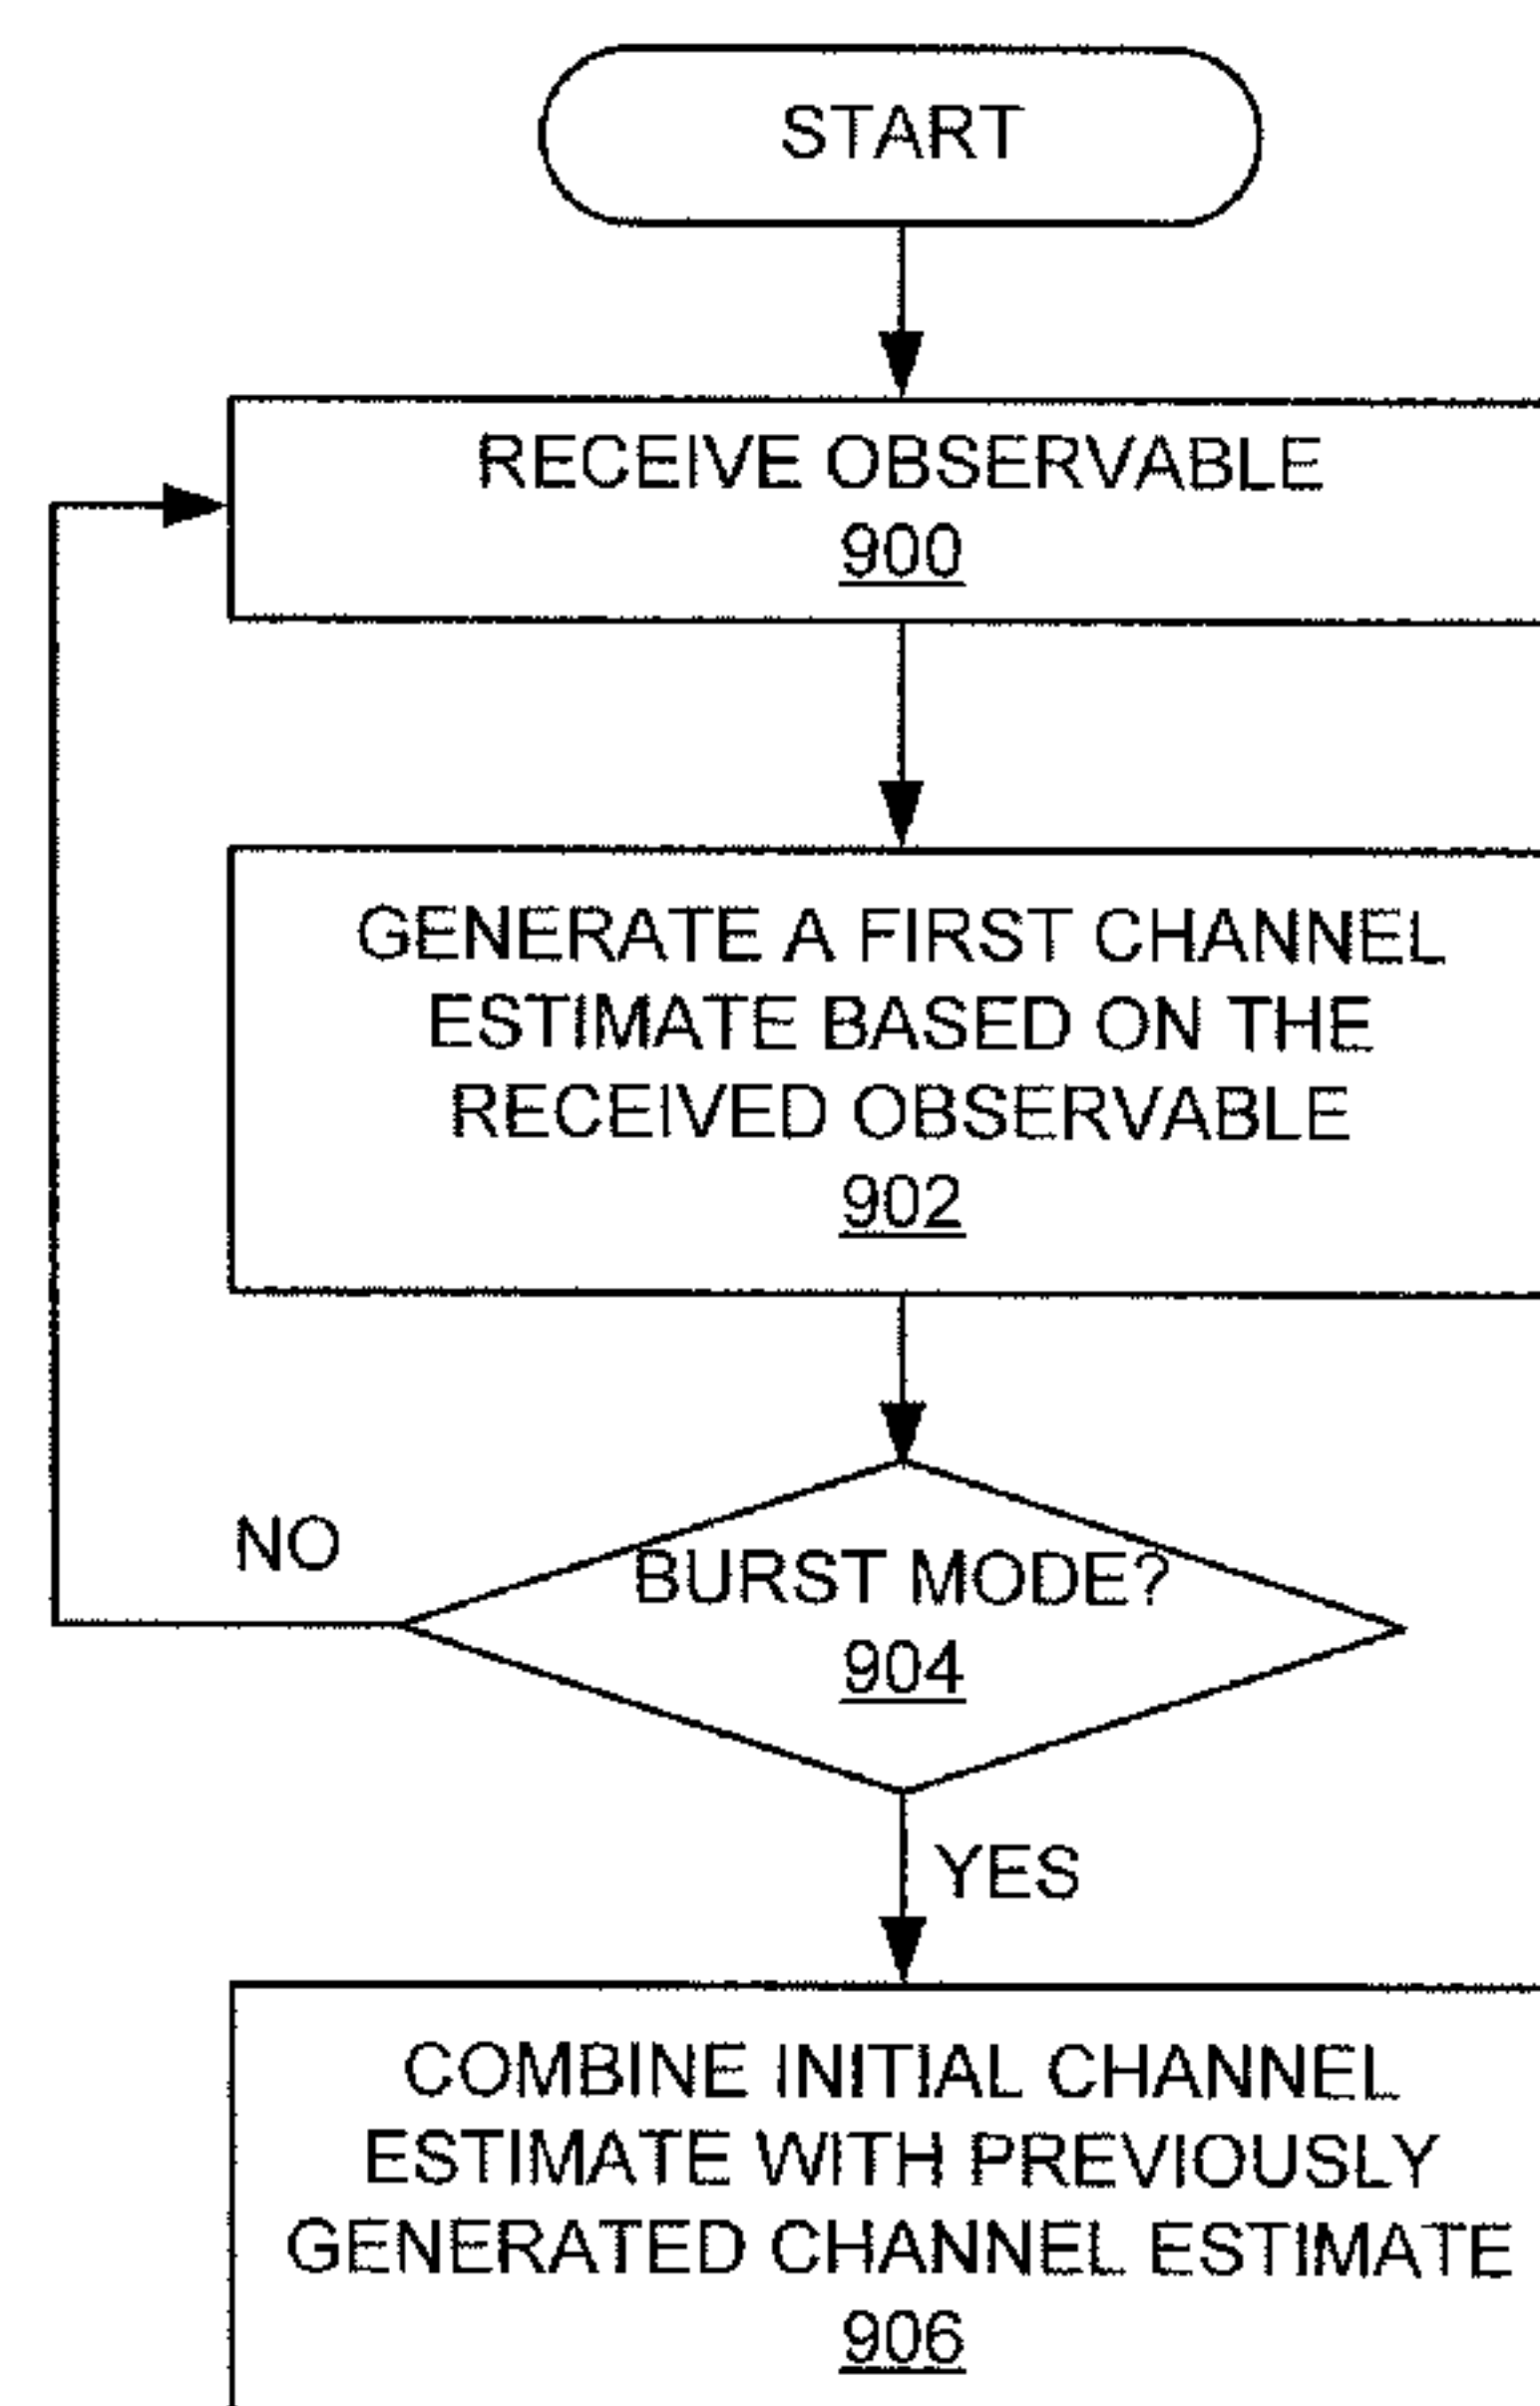 START
RECEIVE OBSERVABLE
900
GENERATE A FIRST CHANNEL
ESTIMATE BASED ON THE
RECEIVED OBSERVABLE
902
NO
BURST MODE?
904
YES
COMBINE INITIAL CHANNEL
ESTIMATE WITH PREVIOUSLY
GENERATED CHANNEL ESTIMATE
906